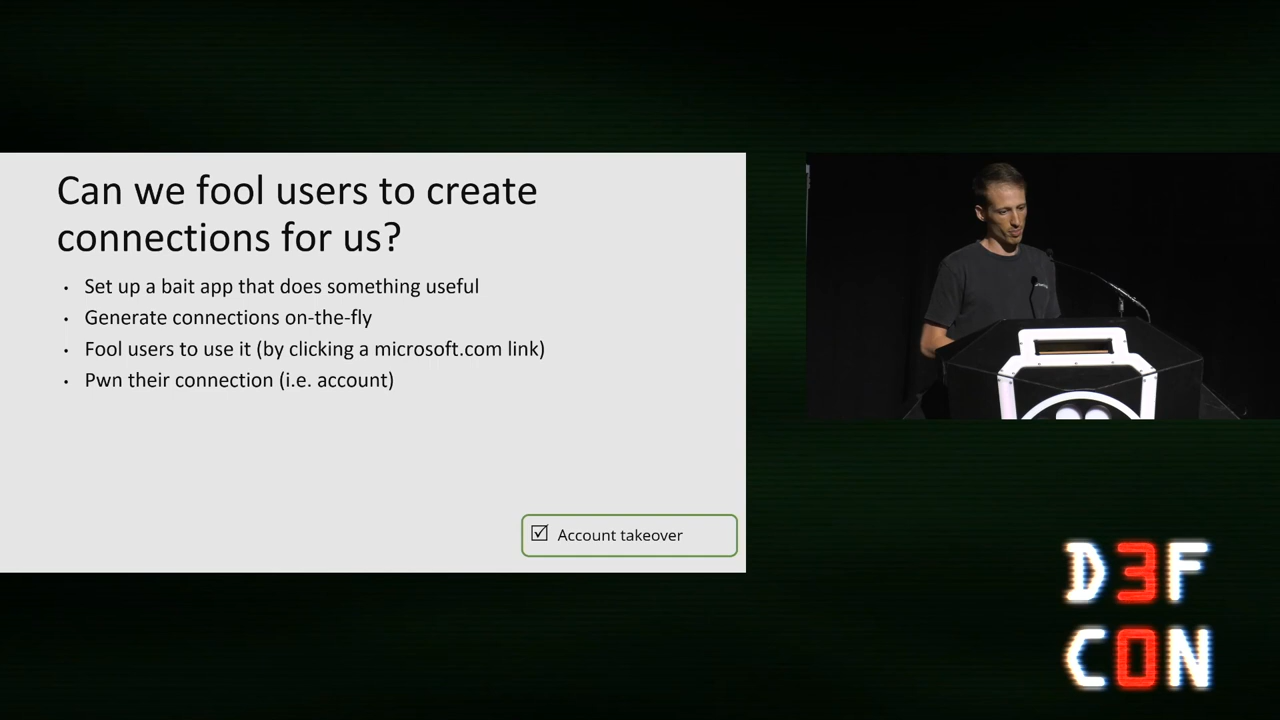 Can we fool users to create
connections for us?
• Set up a bait app that does something useful
• Generate connections on-the-fly
• Fool users to use it (by clicking a microsoft.com link)
• Pwn their connection (i.e. account)
☑ Account takeover
D3F
C0N